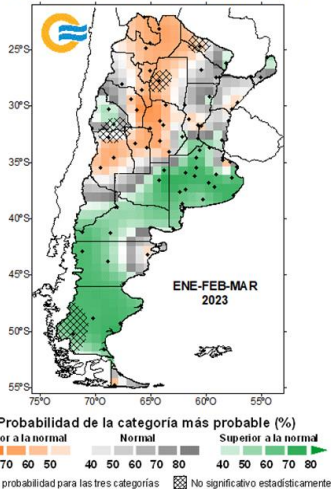 25°S
30°S
35°S
40°S
45°S
50°S
55°S
ENE-FEB-MAR
2023
75°W 70°W 65°W 60°W 55°W
Probabilidad de la categoría más probable (%)
or a la normal Normal Superior a la normal
70 60 50 40 50 60 70 80 40 50 60 70 80
probabilidad para las tres categorías No significativo estadísticamente